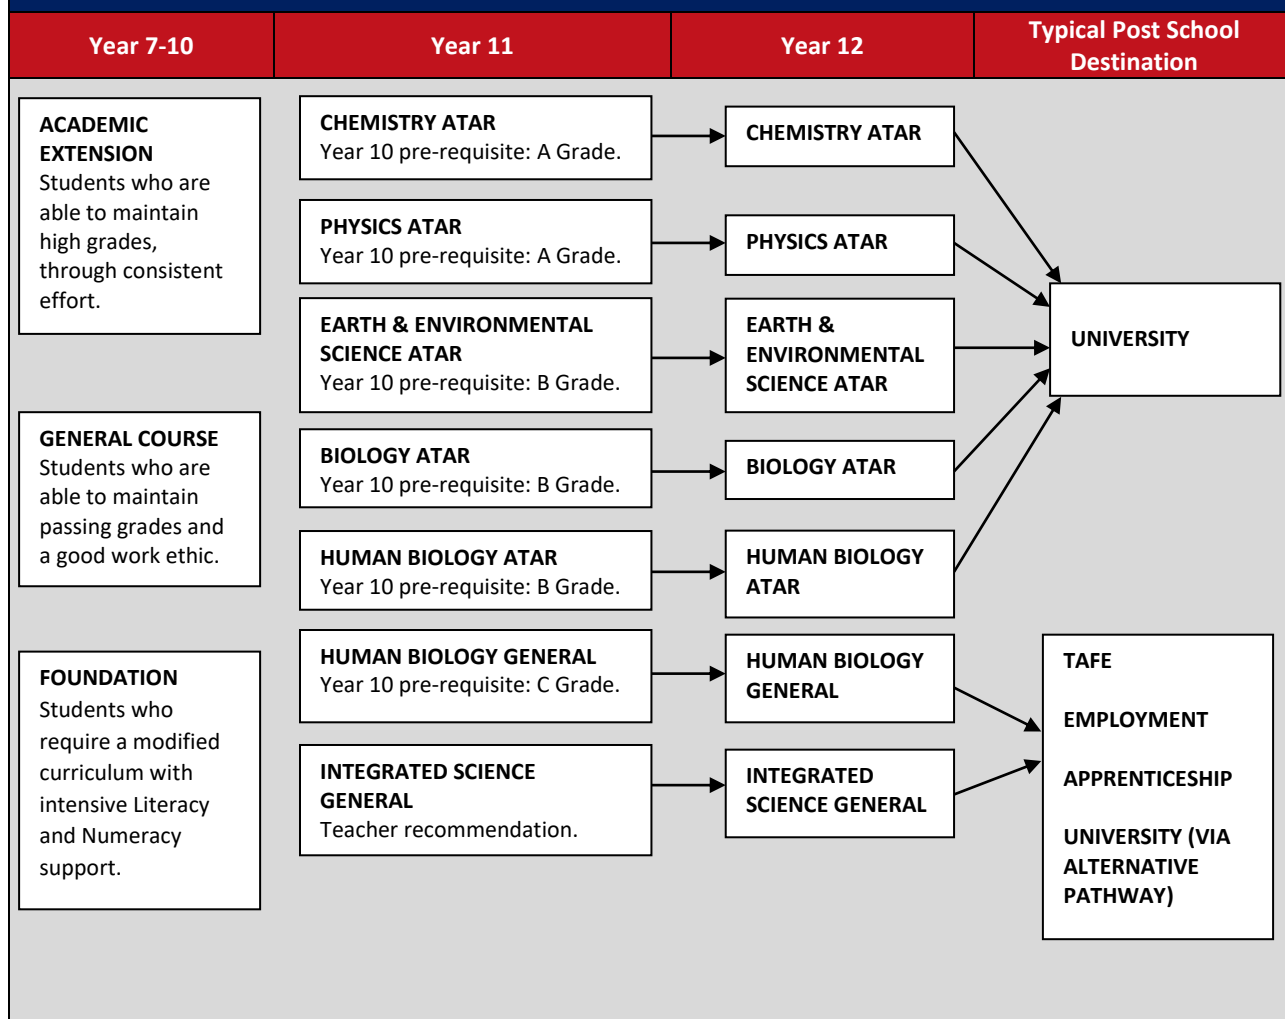 Year 7-10
Year 11
Year 12
Typical Post School
Destination
ACADEMIC
EXTENSION
Students who are
able to maintain
high grades,
through consistent
effort.
GENERAL COURSE
Students who are
able to maintain
passing grades and
a good work ethic.
FOUNDATION
Students who
require a modified
curriculum with
intensive Literacy
and Numeracy
support.
CHEMISTRY ATAR
Year 10 pre-requisite: A Grade.
PHYSICS ATAR
Year 10 pre-requisite: A Grade.
EARTH & ENVIRONMENTAL
SCIENCE ATAR
Year 10 pre-requisite: B Grade.
BIOLOGY ATAR
Year 10 pre-requisite: B Grade.
HUMAN BIOLOGY ATAR
Year 10 pre-requisite: B Grade.
HUMAN BIOLOGY GENERAL
Year 10 pre-requisite: C Grade.
INTEGRATED SCIENCE
GENERAL
Teacher recommendation.
CHEMISTRY ATAR
PHYSICS ATAR
EARTH &
ENVIRONMENTAL
SCIENCE ATAR
BIOLOGY ATAR
HUMAN BIOLOGY
ATAR
HUMAN BIOLOGY
GENERAL
INTEGRATED
SCIENCE GENERAL
UNIVERSITY
TAFE
EMPLOYMENT
APPRENTICESHIP
UNIVERSITY (VIA
ALTERNATIVE
PATHWAY)